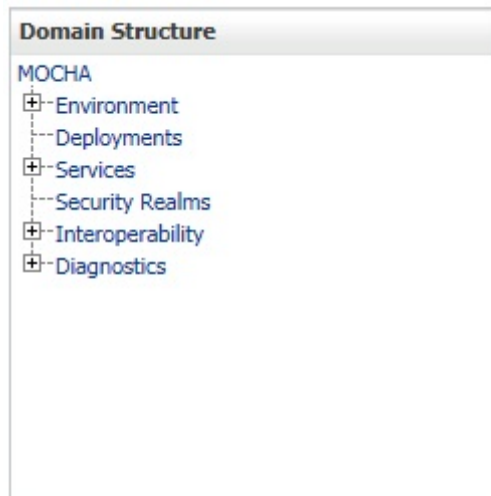 Domain Structure
MOCHA
Environment
Deployments
Services
Security Realms
Interoperability
Diagnostics